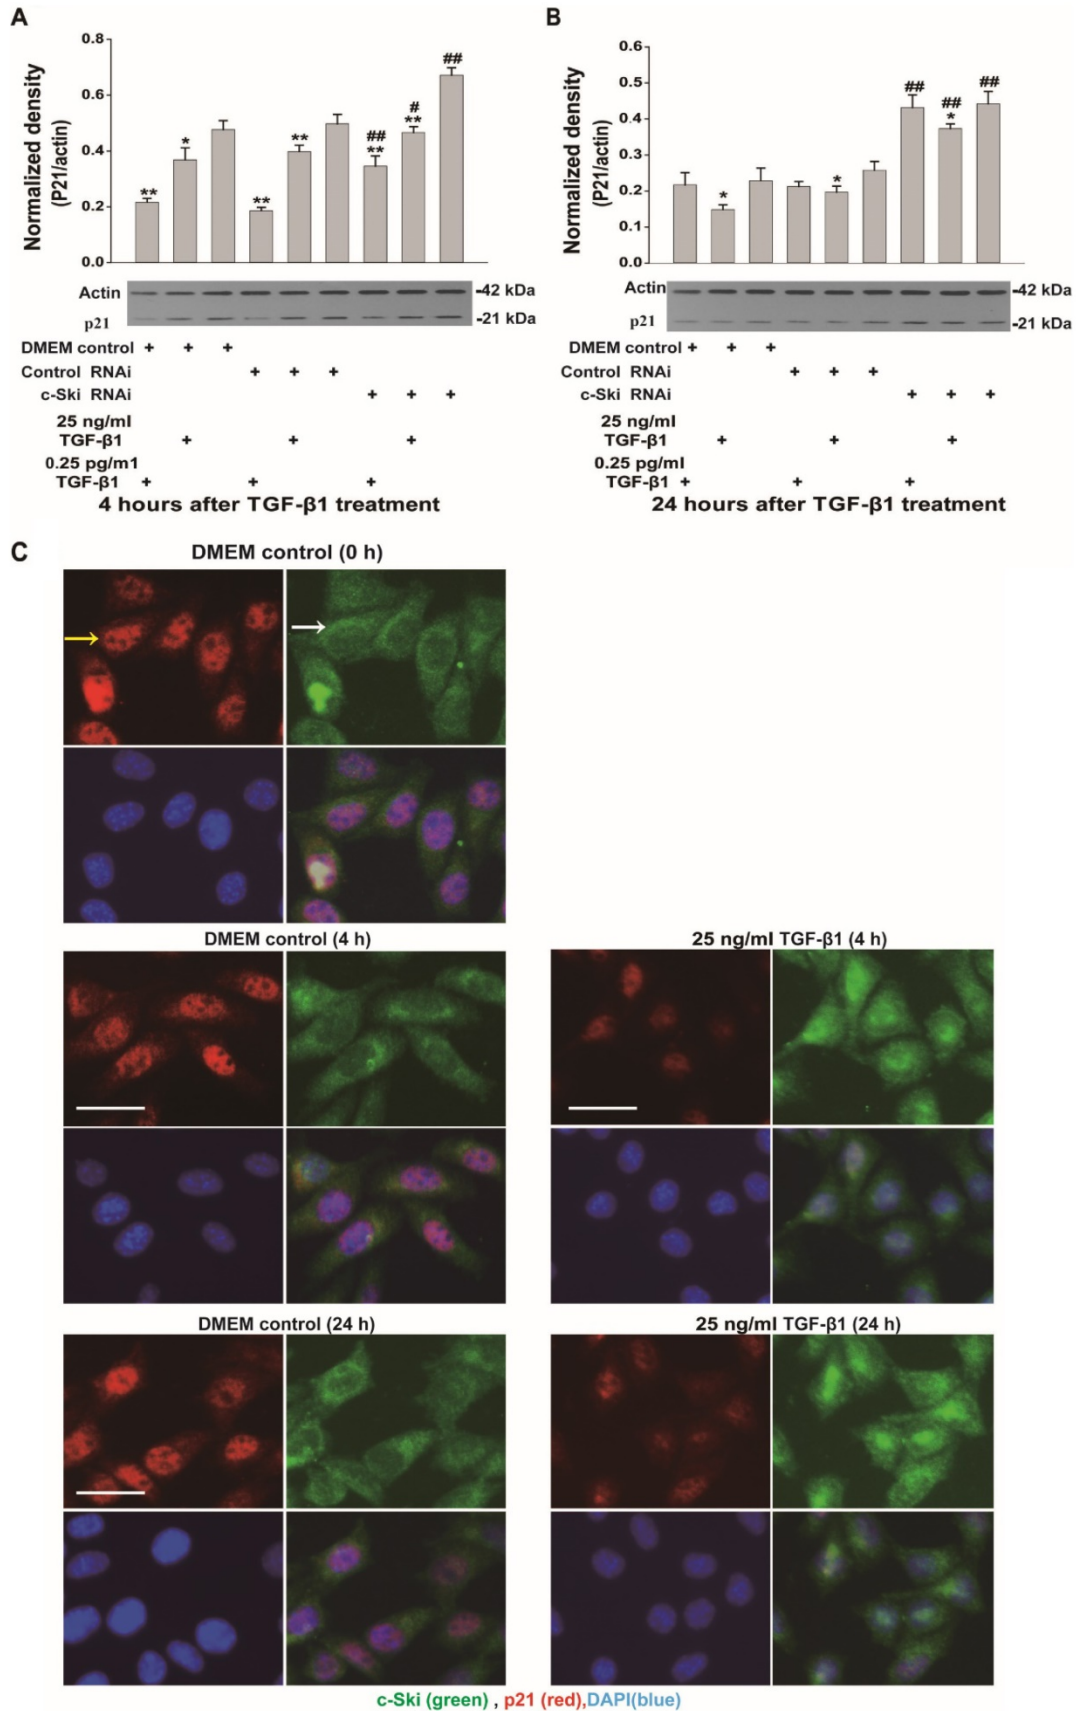 A
B
0.8
0.6
0.4
0.2
0.0
Normalized density
(P21/actin)
**
*
**
**
##
**
#
**
##
0.6
0.5
0.4
0.3
0.2
0.1
0.0
Normalized density
(P21/actin)
*
*
##
##
*
##
Actin
-42 kDa
p21
-21 kDa
Actin
-42 kDa
p21
-21 kDa
DMEM control + + +
Control RNAi + + +
c-Ski RNAi + + +
25 ng/ml
TGF-β1 + + +
0.25 pg/m1
TGF-β1 + + +
4 hours after TGF-β1 treatment
DMEM control + + +
Control RNAi + + +
c-Ski RNAi + + +
25 ng/ml
TGF-β1 + + +
0.25 pg/ml
TGF-β1 + + +
24 hours after TGF-β1 treatment
C
DMEM control (0 h)
DMEM control (4 h)
25 ng/ml TGF-β1 (4 h)
DMEM control (24 h)
25 ng/ml TGF-β1 (24 h)
c-Ski (green) , p21 (red),DAPI(blue)